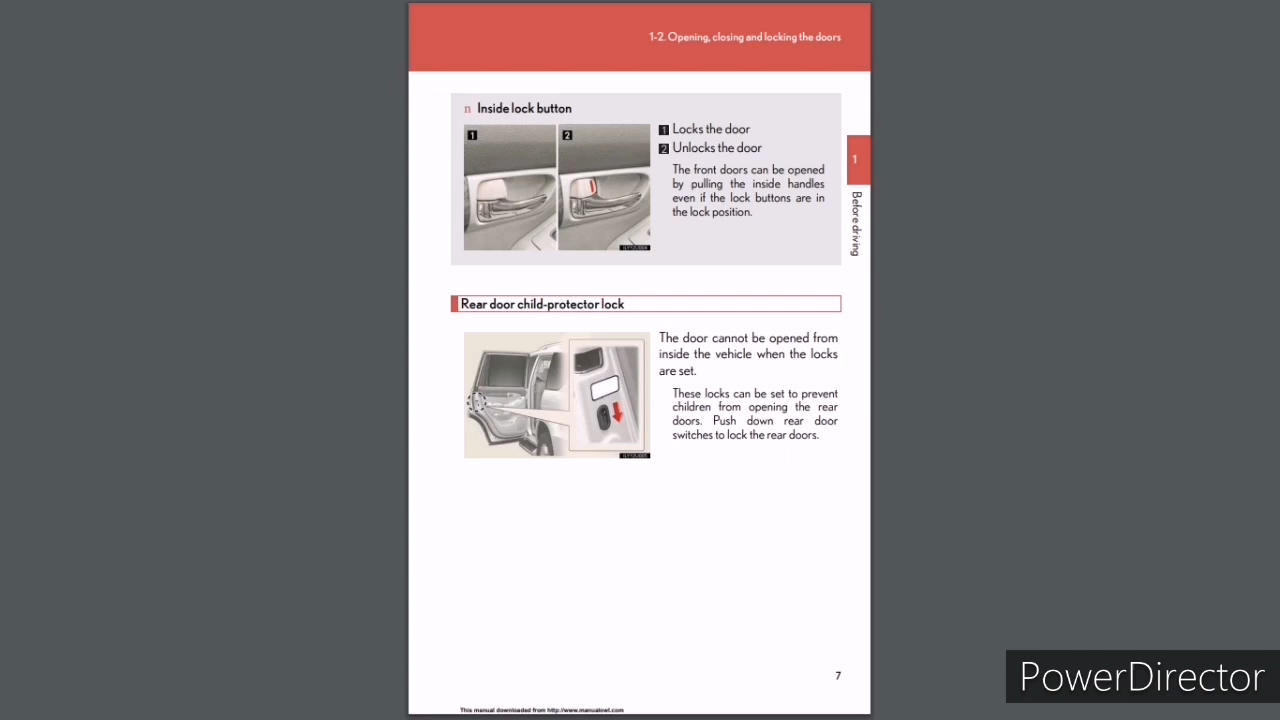 1-2. Opening, closing and locking the doors
n Inside lock button
1 2
1 Locks the door
2 Unlocks the door
The front doors can be opened
by pulling the inside handles
even if the lock buttons are in
the lock position.
1
Before driving
Rear door child-protector lock
The door cannot be opened from
inside the vehicle when the locks
are set.
These locks can be set to prevent
children from opening the rear
doors. Push down rear door
switches to lock the rear doors.
7
This manual downloaded from http://www.manualowl.com
PowerDirector